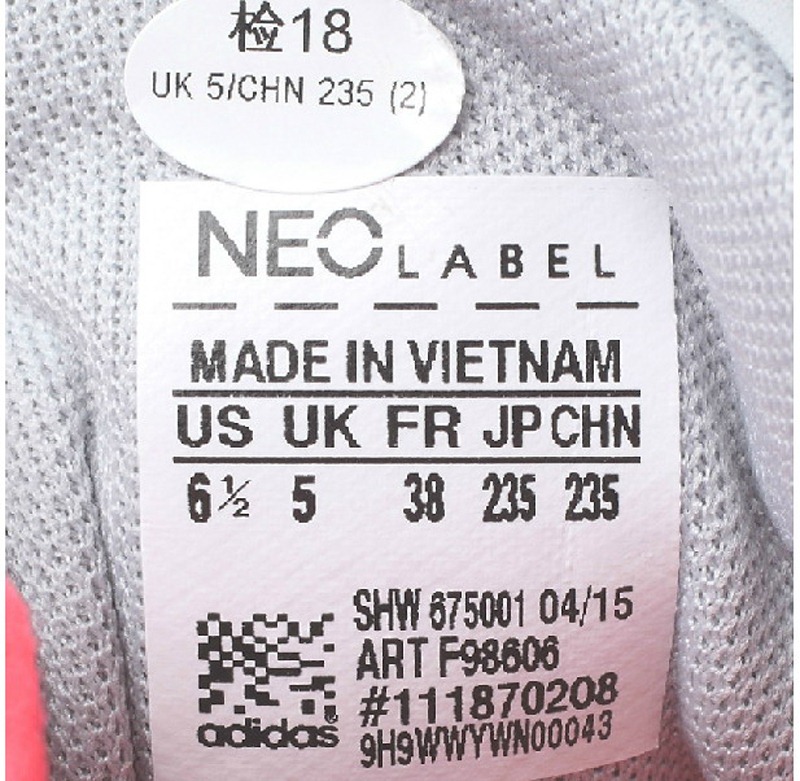 检18
UK 5/CHN 235 (2)
NEO LABEL
MADE IN VIETNAM
US UK FR JP CHN
6½ 5 38 235 235
SHW 675001 04/15
ART F98606
#111870208
adidas® 9H9WWYWN00043